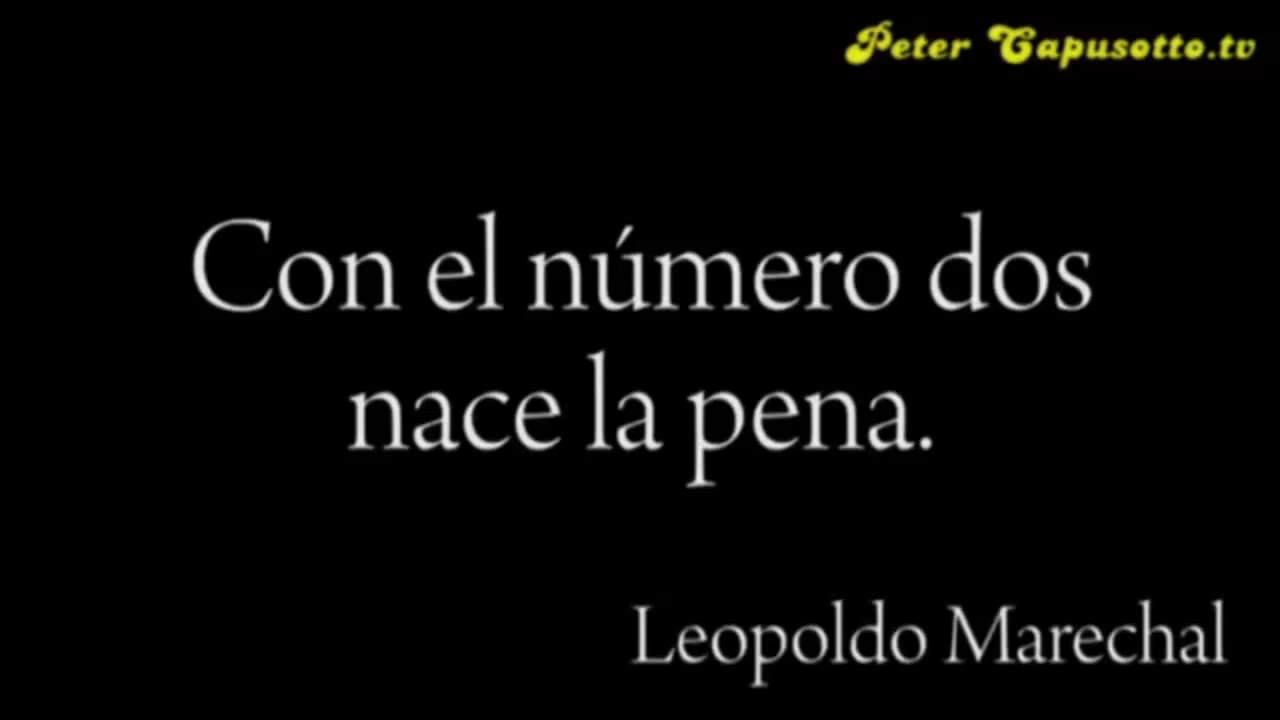 Peter Capusotto.tv
Con el número dos
nace la pena.
Leopoldo Marechal